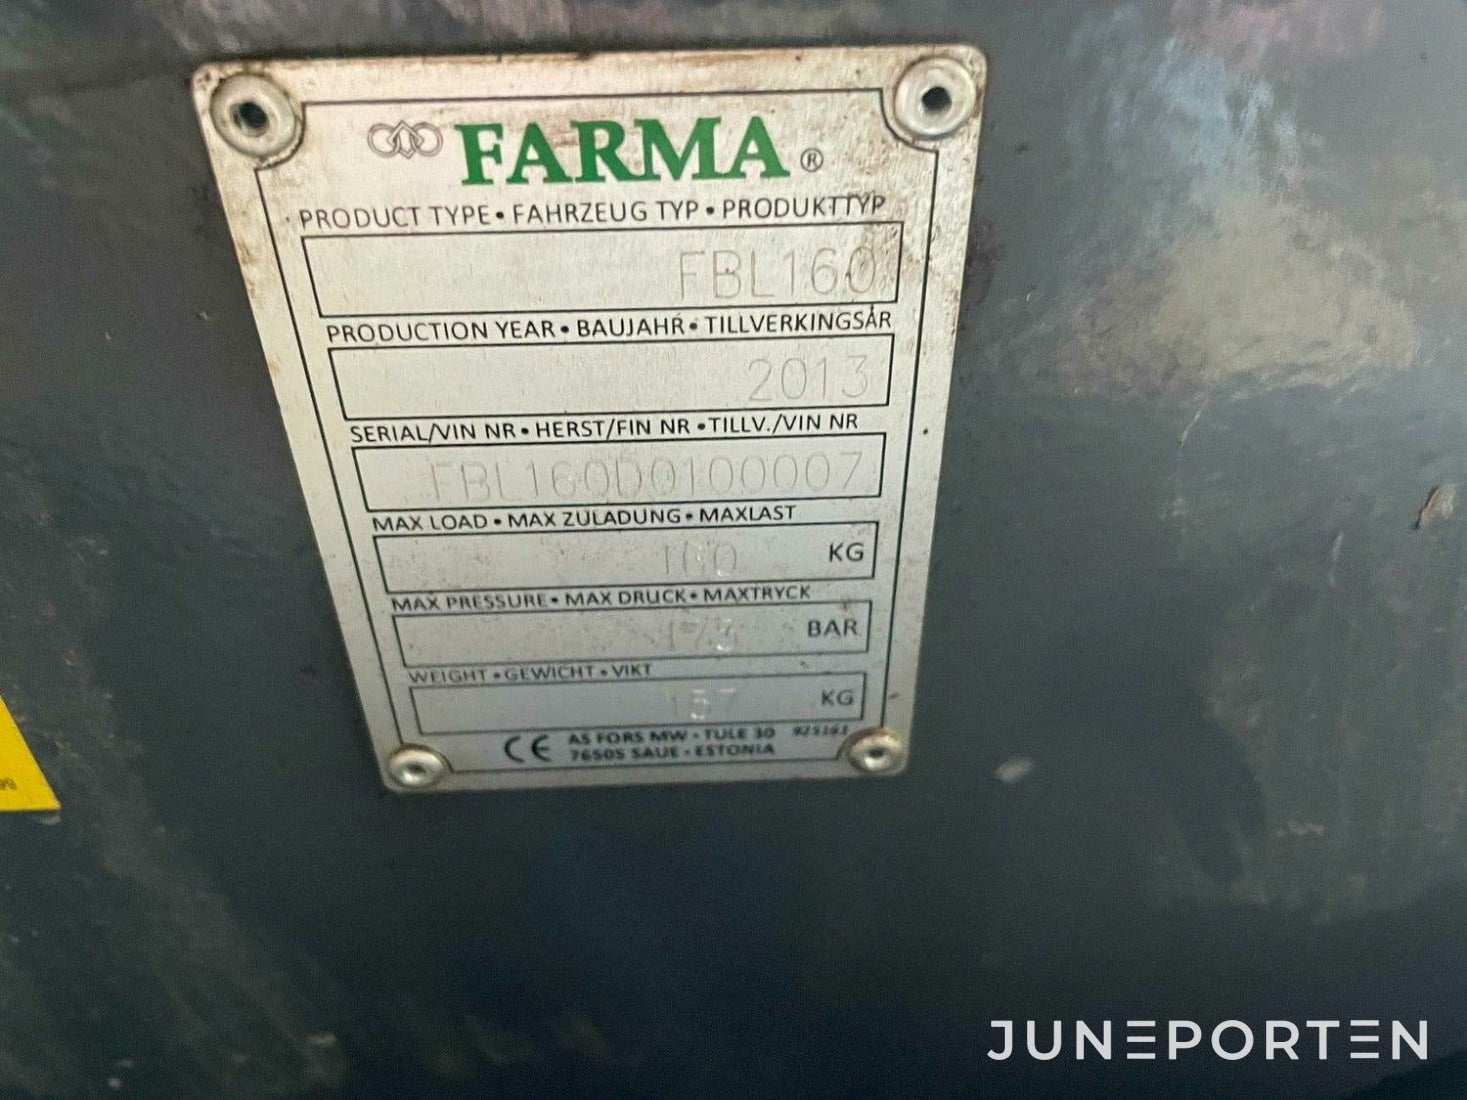 FARMA ®
PRODUCT TYPE • FAHRZEUG TYP • PRODUKTTYP
FBL160
PRODUCTION YEAR • BAUJAHR • TILLVERKINGSÅR
2013
SERIAL/VIN NR • HERST/FIN NR • TILLV./VIN NR
FBL160D0100007
MAX LOAD • MAX ZULADUNG • MAXLAST
KG
MAX PRESSURE • MAX DRUCK • MAXTRYCK
BAR
WEIGHT • GEWICHT • VIKT
KG
CE AS FORS MW • TULE 30
76505 SAUE • ESTONIA
JUNEPORTEN